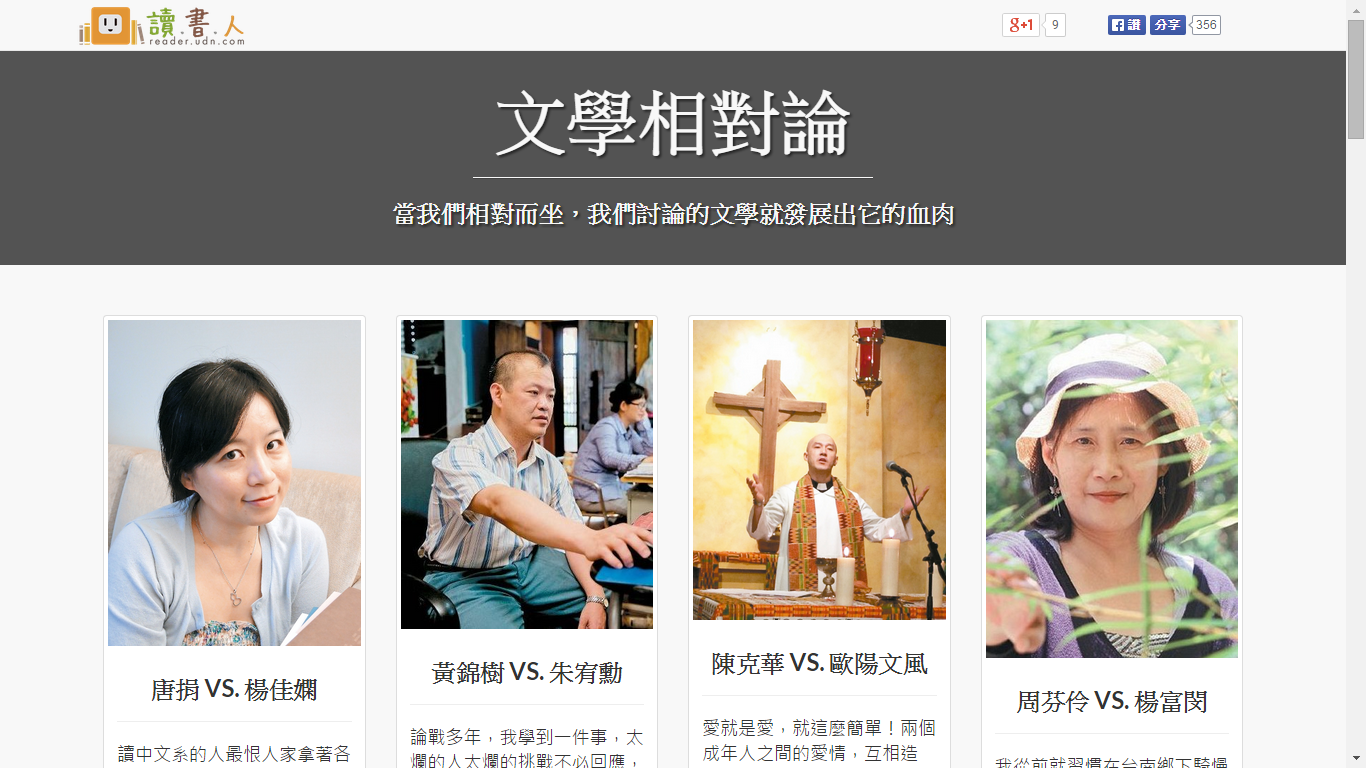 讀.書.人
reader.udn.com
g+1 9
讚 分享 356
文學相對論
當我們相對而坐，我們討論的文學就發展出它的血肉
唐捐 VS. 楊佳嫻
讀中文系的人最恨人家拿著各
黃錦樹 VS. 朱宥勳
論戰多年，我學到一件事，太
爛的人太爛的挑戰不必回應，
陳克華 VS. 歐陽文風
愛就是愛，就這麼簡單！兩個
成年人之間的愛情，互相造
周芬伶 VS. 楊富閔
我從前就習慣在台南鄉下騎慢